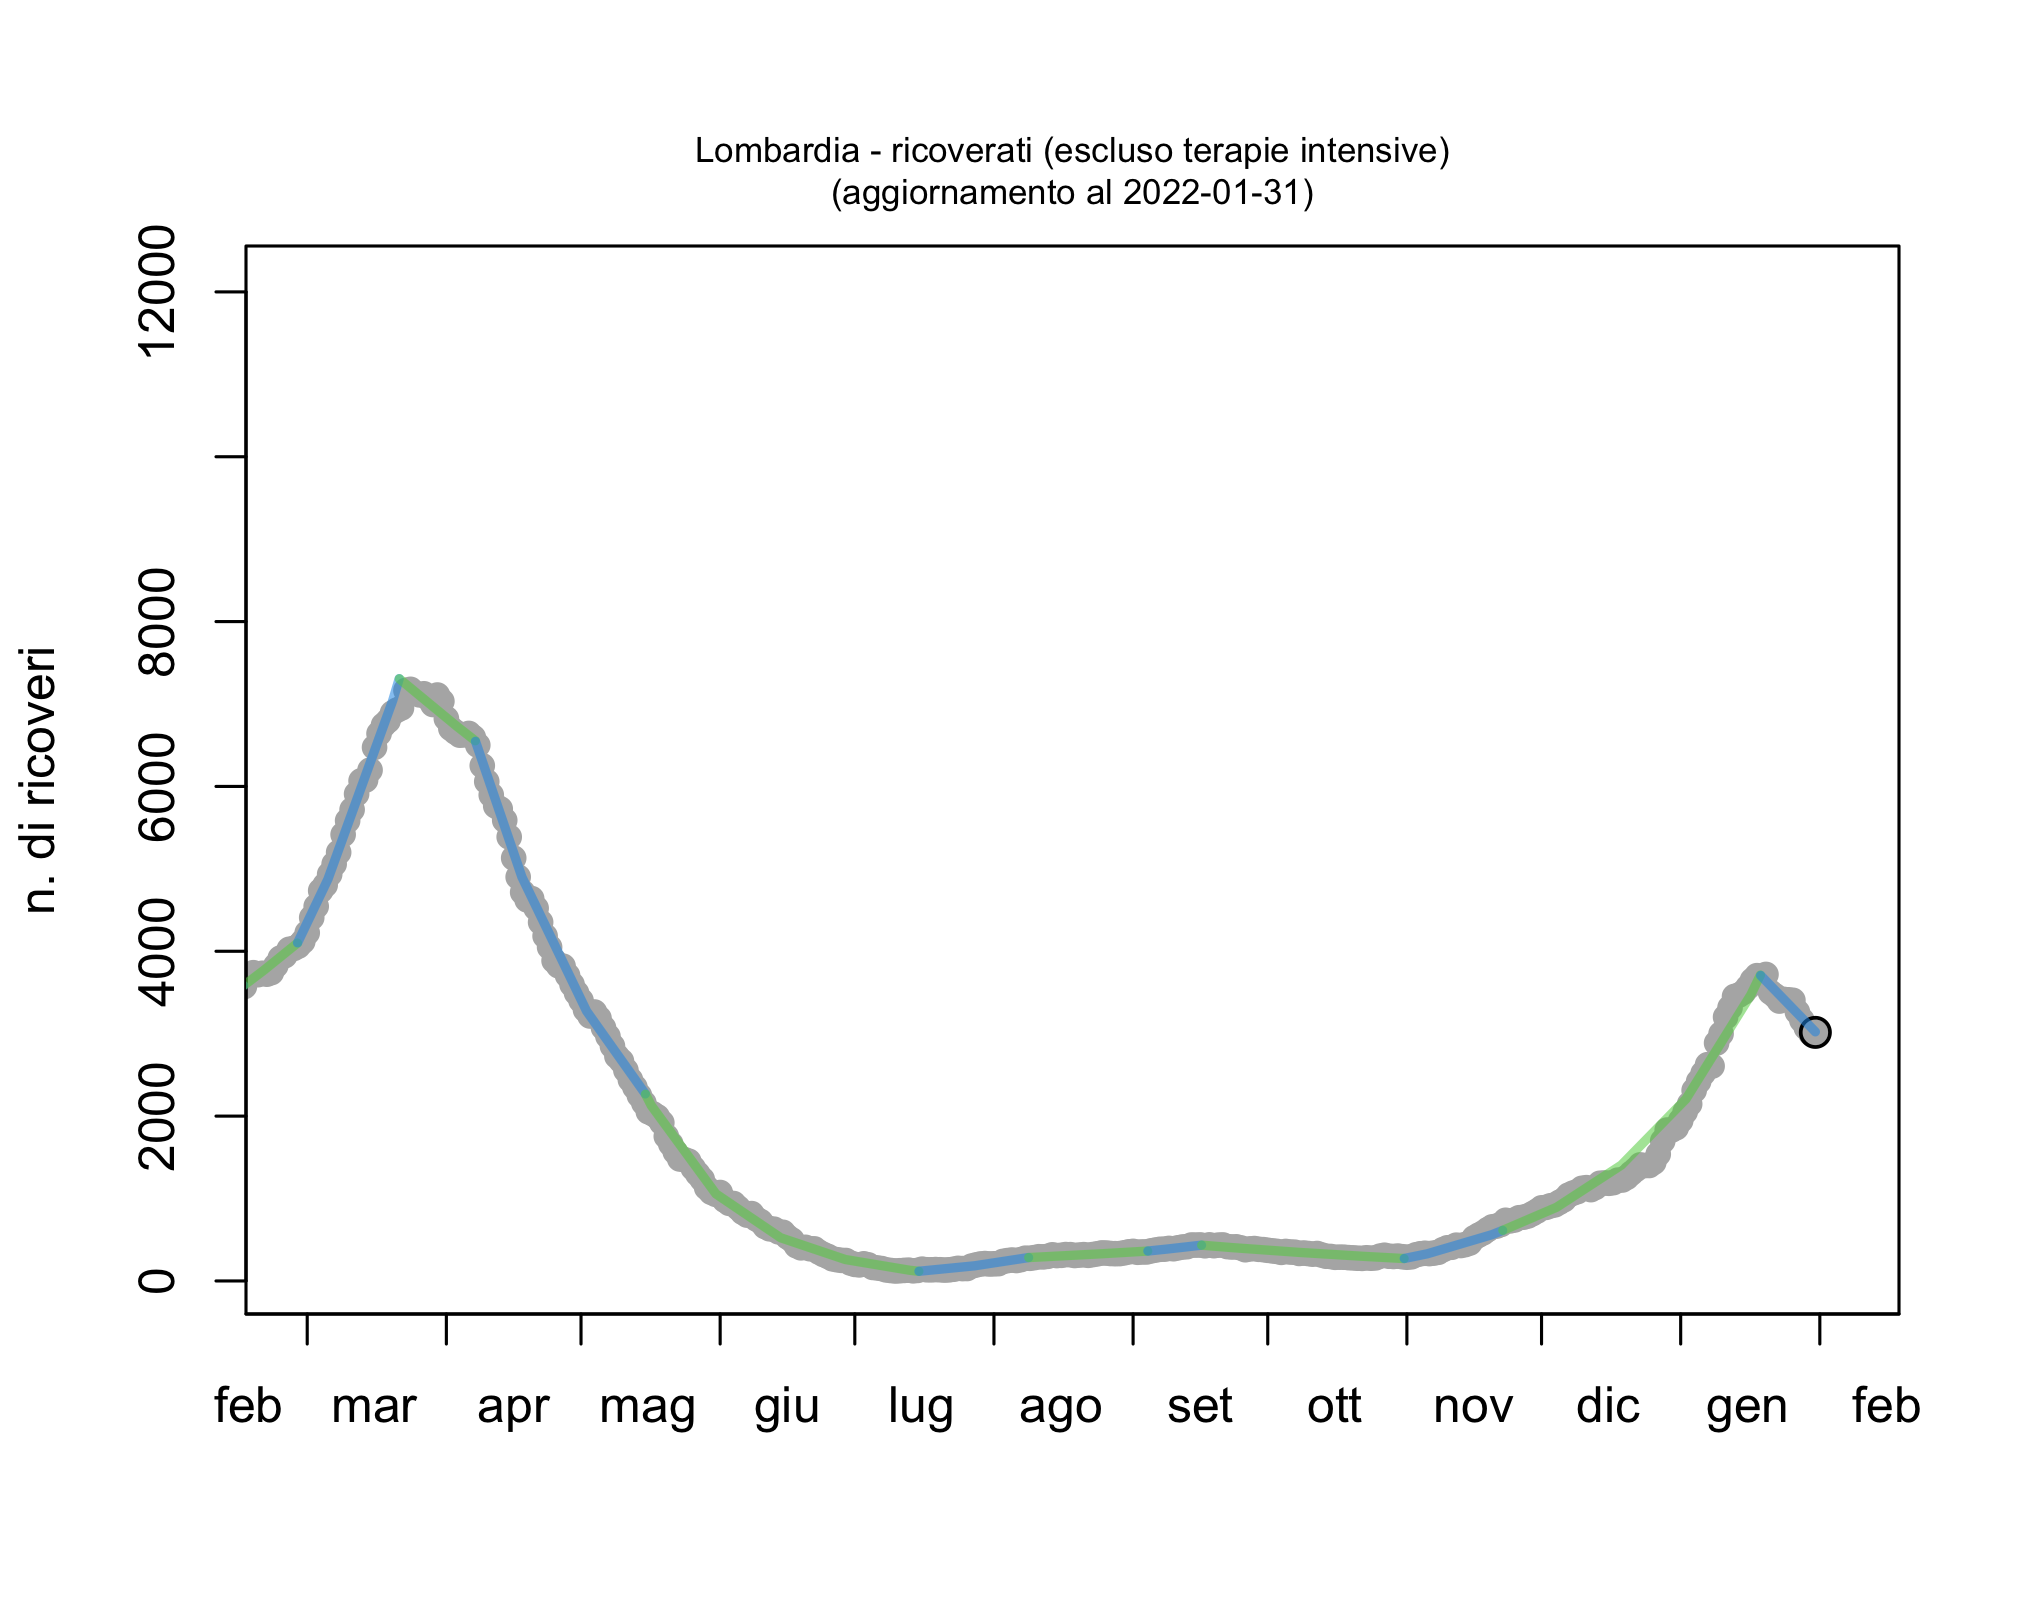 Lombardia - ricoverati (escluso terapie intensive)
(aggiornamento al 2022-01-31)
n. di ricoveri
12000
8000
6000
4000
2000
0
feb mar apr mag giu lug ago set ott nov dic gen feb